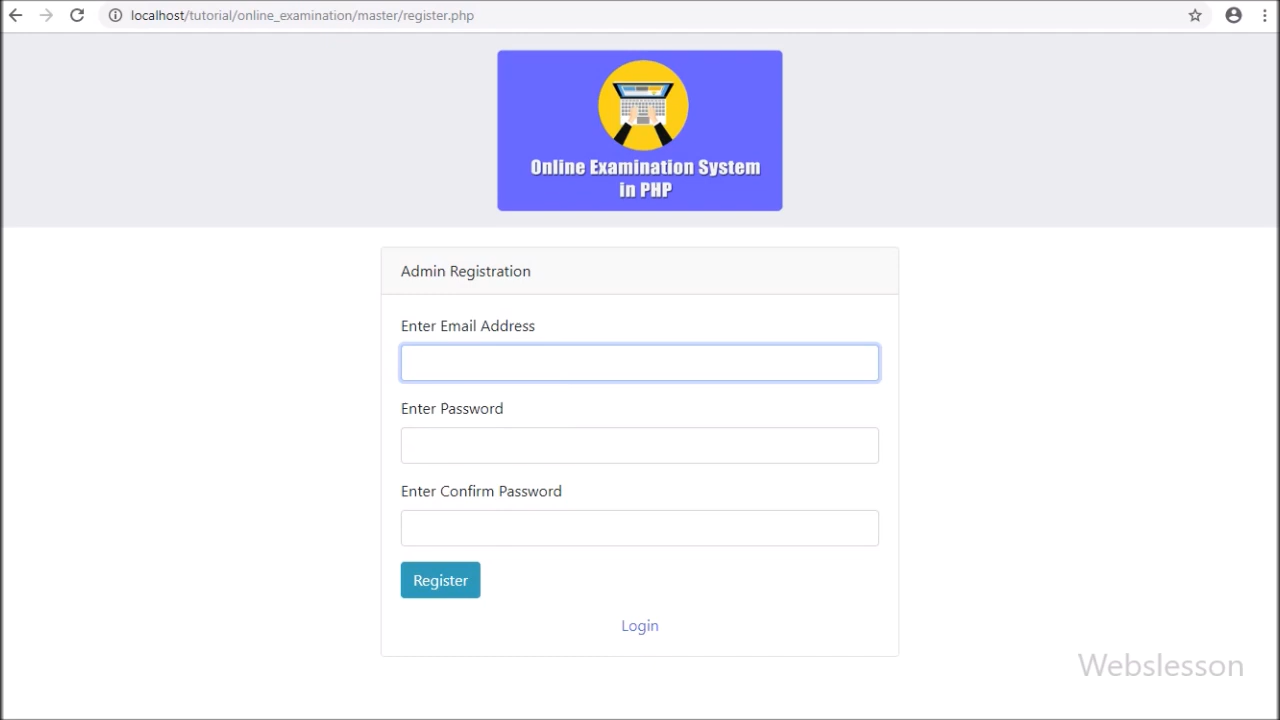 localhost/tutorial/online_examination/master/register.php
Online Examination System
in PHP
Admin Registration
Enter Email Address
Enter Password
Enter Confirm Password
Register
Login
Webslesson